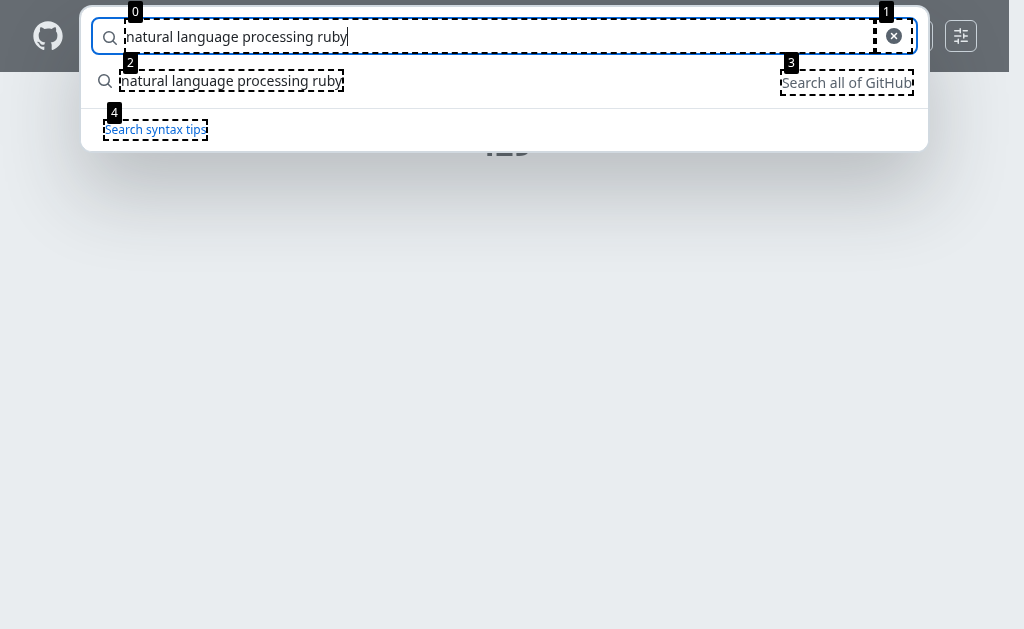 0
1
natural language processing ruby
2
3
natural language processing ruby
Search all of GitHub
4
Search syntax tips